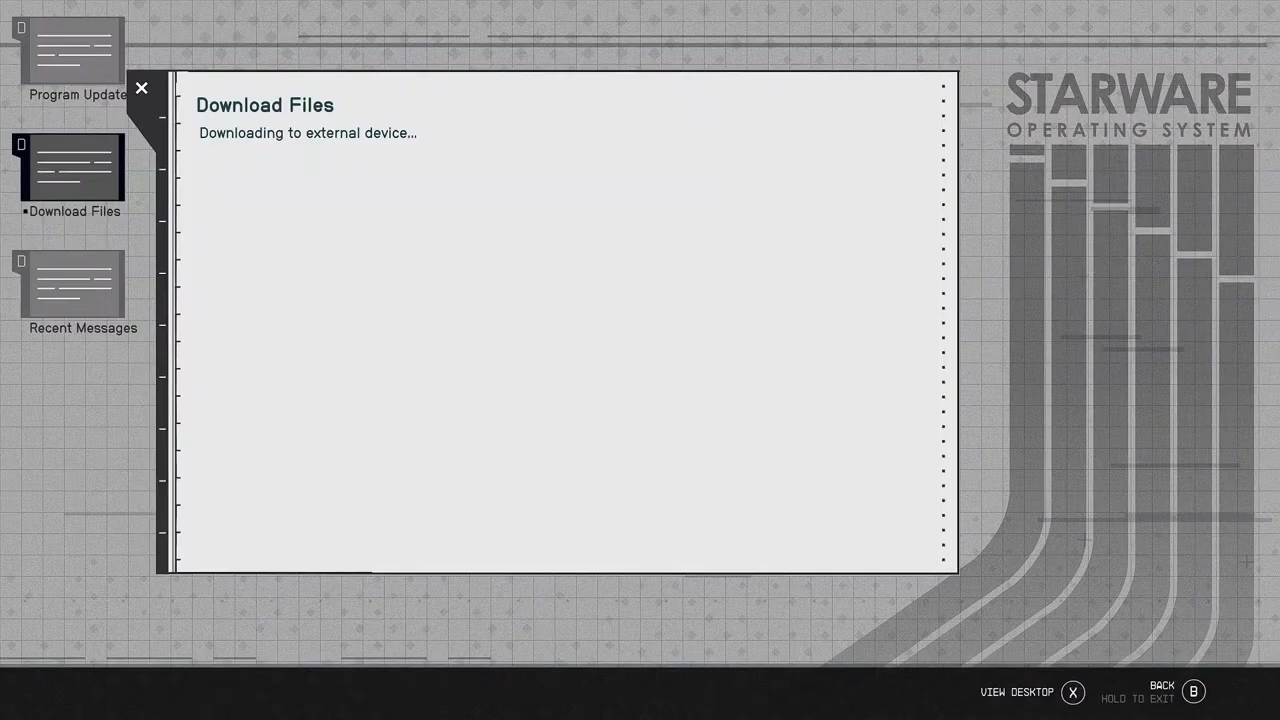 Program Update
Download Files
Recent Messages
Download Files
Downloading to external device...
STARWARE
OPERATING SYSTEM
VIEW DESKTOP X
BACK B
HOLD TO EXIT